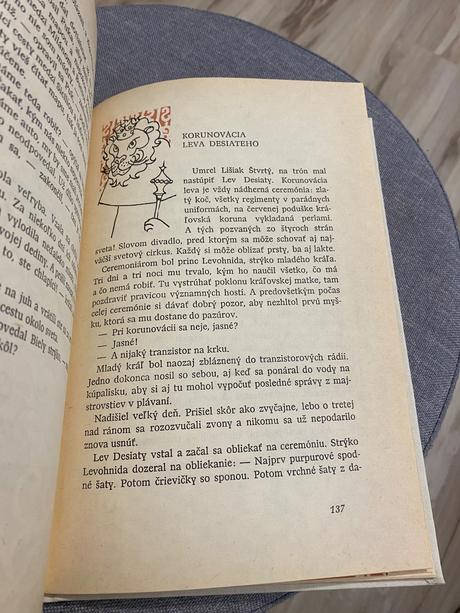 KORUNOVÁCIA
LEVA DESIATEHO
Umrel Lišiak Štvrtý, na trón mal
nastúpiť Lev Desiaty. Korunovácia
leva je vždy nádherná ceremónia: zla-
tý koč, všetky regimenty v parádnych
uniformách, na červenej poduške krá-
ľovská koruna vykladaná perlami.
A tých pozvaných zo štyroch strán
sveta! Slovom divadlo, pred ktorým sa môže schovať aj naj-
väčší svetový cirkus. Každý si môže oblízať prsty, ba aj lakte.
Ceremoniárom bol princ Levohnida, strýko mladého kráľa.
Tri dni a tri noci mu trvalo, kým ho naučil všetko, čo má
a čo nemá robiť. Tu vystrúhať poklonu kráľovskej matke, tam
pozdraviť pravicou významných hostí. A predovšetkým počas
celej ceremónie si dávať dobrý pozor, aby nezhltol prvú myš-
ku, ktorá sa mu dostane do pazúrov.
— Pri korunovácii sa neje, jasné?
— Jasné!
— A nijaký tranzistor na krku.
Mladý kráľ bol naozaj zbláznený do tranzistorových rádií.
Jedno dokonca nosil so sebou, aj keď sa ponáral do vody na
kúpalisku, aby si aj tu mohol vypočuť posledné správy z maj-
strovstiev v plávaní.
Nadišiel veľký deň. Prišiel skôr ako zvyčajne, lebo o tretej
nad ránom sa rozozvučali zvony a nikomu sa už nepodarilo
znova usnúť.
Lev Desiaty vstal a začal sa obliekať na ceremóniu. Strýko
Levohnida dozeral na obliekanie: — Najprv purpurové spod-
né šaty. Potom črievičky so sponou. Potom vrchné šaty z da-
137